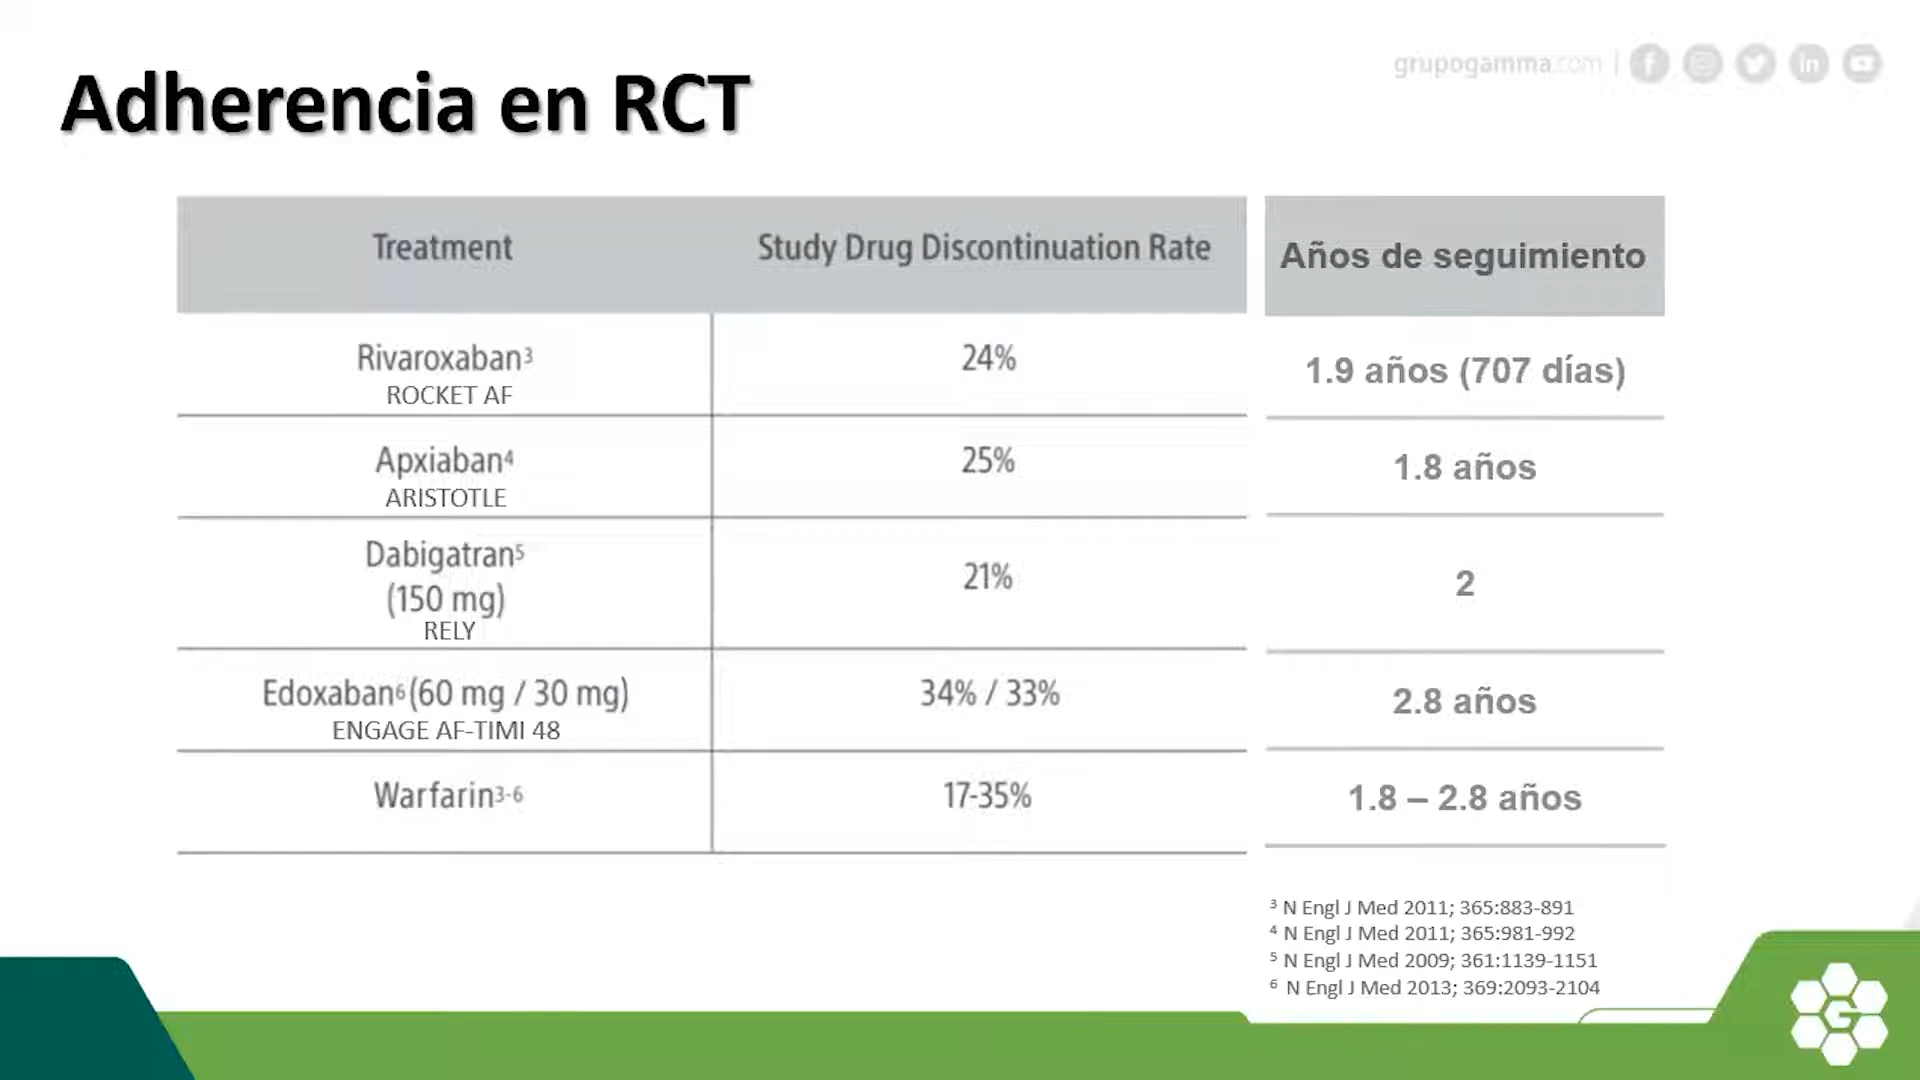 grupogamma.com
Adherencia en RCT
Treatment Study Drug Discontinuation Rate Años de seguimiento
Rivaroxaban³ 24% 1.9 años (707 días)
ROCKET AF
Apxiaban⁴ 25% 1.8 años
ARISTOTLE
Dabigatran⁵
(150 mg) 21% 2
RELY
Edoxaban⁶ (60 mg / 30 mg) 34% / 33% 2.8 años
ENGAGE AF-TIMI 48
Warfarin³⁻⁶ 17-35% 1.8 – 2.8 años
³ N Engl J Med 2011; 365:883-891
⁴ N Engl J Med 2011; 365:981-992
⁵ N Engl J Med 2009; 361:1139-1151
⁶ N Engl J Med 2013; 369:2093-2104
G